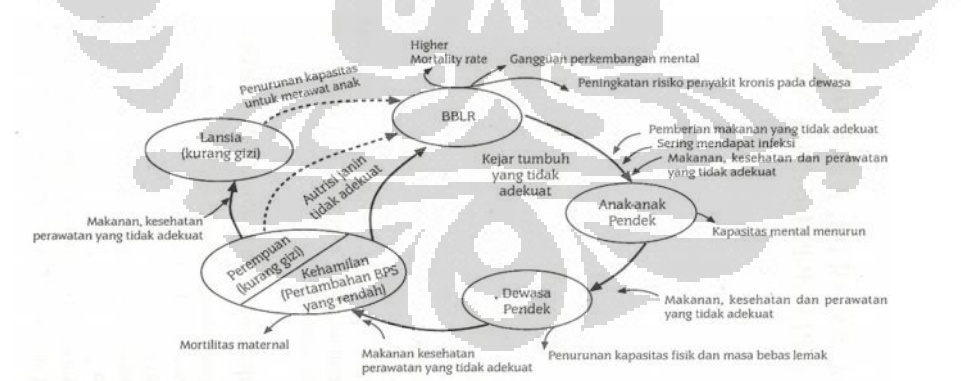 Higher
Mortality rate
Gangguan perkembangan mental
Peningkatan risiko penyakit kronis pada dewasa
Penurunan kapasitas
untuk merawat anak
BBLR
Lansia
(kurang gizi)
Pemberian makanan yang tidak adekuat
Sering mendapat infeksi
Makanan, kesehatan dan perawatan
yang tidak adekuat
Kejar tumbuh
yang tidak
adekuat
Autrisi janin
tidak adekuat
Anak-anak
Pendek
Kapasitas mental menurun
Makanan, kesehatan
perawatan yang tidak adekuat
Perempuan
(kurang gizi)
Kehamilan
(Pertambahan BPS
yang rendah)
Dewasa
Pendek
Makanan, kesehatan dan perawatan
yang tidak adekuat
Mortilitas maternal
Makanan kesehatan
perawatan yang tidak adekuat
Penurunan kapasitas fisik dan masa bebas lemak